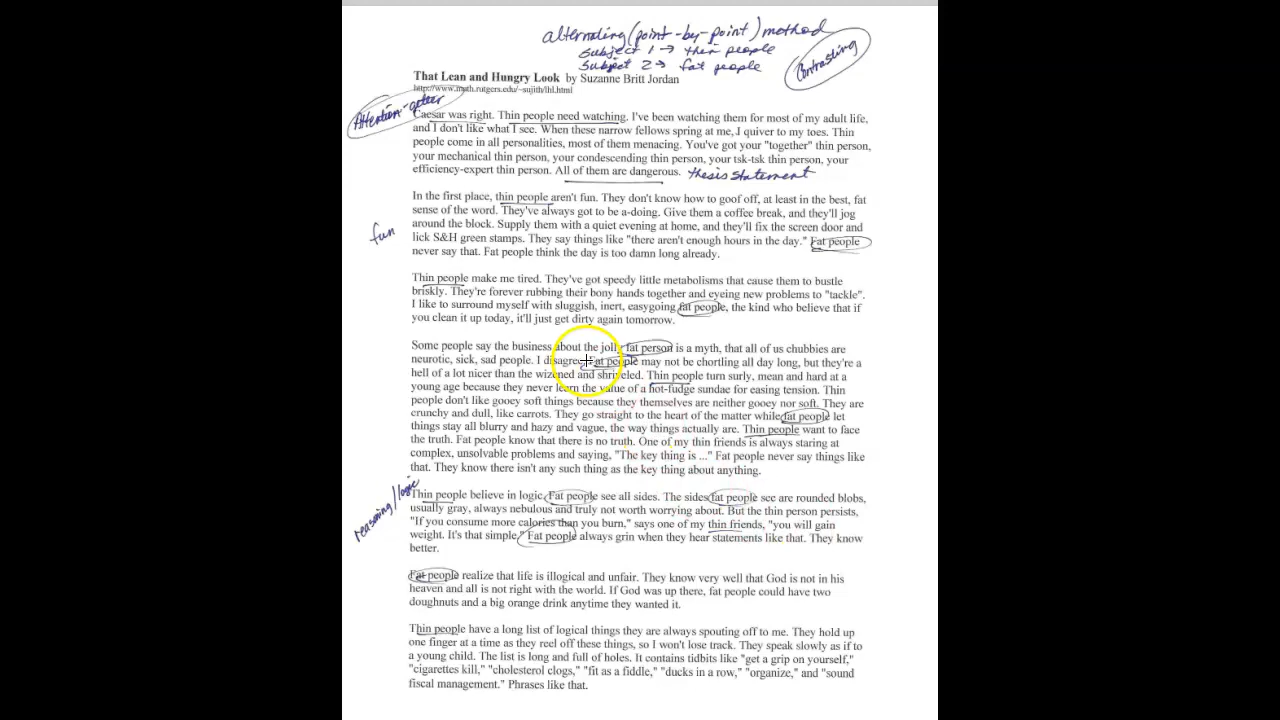 alternating (point-by-point) method
subject 1 → thin people
subject 2 → fat people
Contrasting
That Lean and Hungry Look by Suzanne Britt Jordan
http://www.math.rutgers.edu/~sujith/lhl.html
Attention-getter
Caesar was right. Thin people need watching. I've been watching them for most of my adult life,
and I don't like what I see. When these narrow fellows spring at me, I quiver to my toes. Thin
people come in all personalities, most of them menacing. You've got your "together" thin person,
your mechanical thin person, your condescending thin person, your tsk-tsk thin person, your
efficiency-expert thin person. All of them are dangerous. thesis statement
In the first place, thin people aren't fun. They don't know how to goof off, at least in the best, fat
sense of the word. They've always got to be a-doing. Give them a coffee break, and they'll jog
around the block. Supply them with a quiet evening at home, and they'll fix the screen door and
fun
lick S&H green stamps. They say things like "there aren't enough hours in the day." Fat people
never say that. Fat people think the day is too damn long already.
Thin people make me tired. They've got speedy little metabolisms that cause them to bustle
briskly. They're forever rubbing their bony hands together and eyeing new problems to "tackle".
I like to surround myself with sluggish, inert, easygoing fat people, the kind who believe that if
you clean it up today, it'll just get dirty again tomorrow.
Some people say the business about the jolly fat person is a myth, that all of us chubbies are
neurotic, sick, sad people. I disagree. Fat people may not be chortling all day long, but they're a
hell of a lot nicer than the wizened and shriveled. Thin people turn surly, mean and hard at a
young age because they never learn the value of a hot-fudge sundae for easing tension. Thin
people don't like gooey soft things because they themselves are neither gooey nor soft. They are
crunchy and dull, like carrots. They go straight to the heart of the matter while fat people let
things stay all blurry and hazy and vague, the way things actually are. Thin people want to face
the truth. Fat people know that there is no truth. One of my thin friends is always staring at
complex, unsolvable problems and saying, "The key thing is ..." Fat people never say things like
that. They know there isn't any such thing as the key thing about anything.
reasoning/logic
Thin people believe in logic. Fat people see all sides. The sides fat people see are rounded blobs,
usually gray, always nebulous and truly not worth worrying about. But the thin person persists,
"If you consume more calories than you burn," says one of my thin friends, "you will gain
weight. It's that simple." Fat people always grin when they hear statements like that. They know
better.
Fat people realize that life is illogical and unfair. They know very well that God is not in his
heaven and all is not right with the world. If God was up there, fat people could have two
doughnuts and a big orange drink anytime they wanted it.
Thin people have a long list of logical things they are always spouting off to me. They hold up
one finger at a time as they reel off these things, so I won't lose track. They speak slowly as if to
a young child. The list is long and full of holes. It contains tidbits like "get a grip on yourself,"
"cigarettes kill," "cholesterol clogs," "fit as a fiddle," "ducks in a row," "organize," and "sound
fiscal management." Phrases like that.